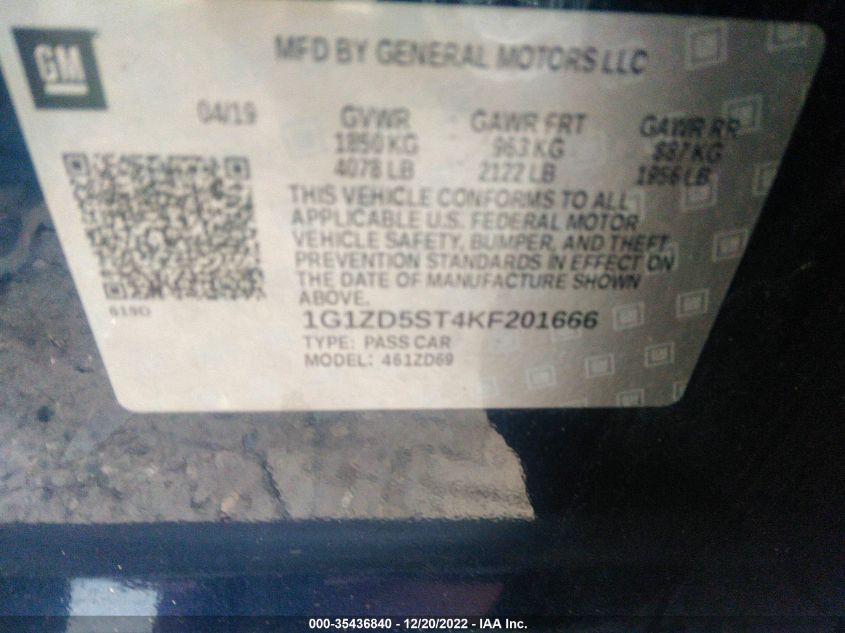 GM
MFD BY GENERAL MOTORS LLC
04/19 GVWR GAWR FRT GAWR RR
1850 KG 963 KG 887 KG
4078 LB 2122 LB 1956 LB
THIS VEHICLE CONFORMS TO ALL
APPLICABLE U.S. FEDERAL MOTOR
VEHICLE SAFETY, BUMPER, AND THEFT
PREVENTION STANDARDS IN EFFECT ON
THE DATE OF MANUFACTURE SHOWN
ABOVE.
1G1ZD5ST4KF201666
TYPE: PASS CAR
MODEL: 461ZD69
000-35436840 - 12/20/2022 - IAA Inc.